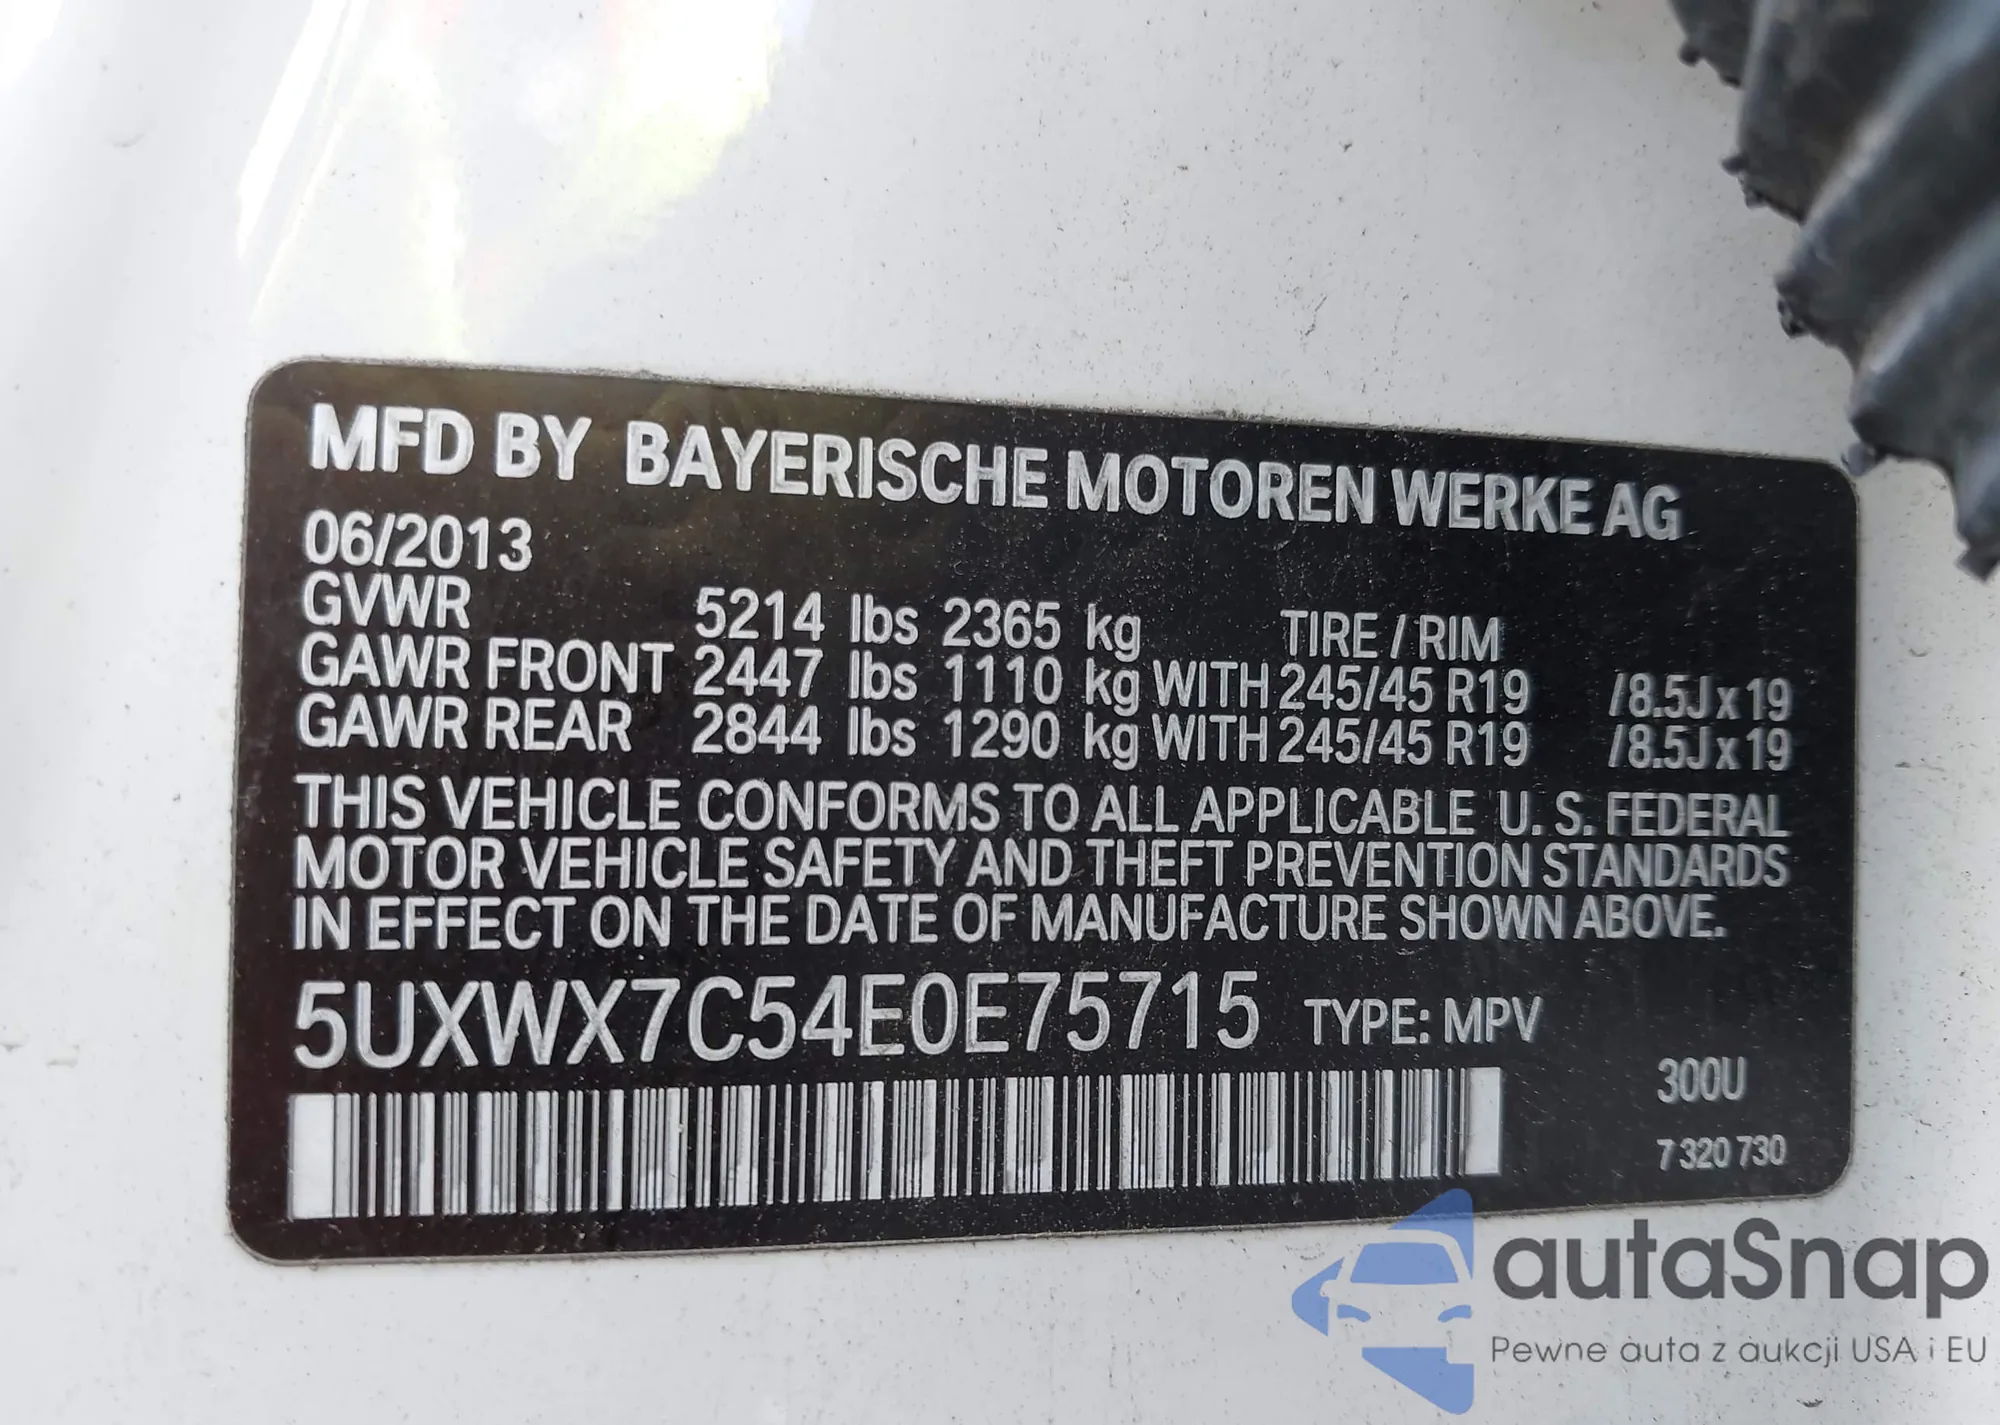 MFD BY BAYERISCHE MOTOREN WERKE AG
06/2013
GVWR 5214 lbs 2365 kg TIRE / RIM
GAWR FRONT 2447 lbs 1110 kg WITH 245/45 R19 /8.5J x 19
GAWR REAR 2844 lbs 1290 kg WITH 245/45 R19 /8.5J x 19
THIS VEHICLE CONFORMS TO ALL APPLICABLE U. S. FEDERAL
MOTOR VEHICLE SAFETY AND THEFT PREVENTION STANDARDS
IN EFFECT ON THE DATE OF MANUFACTURE SHOWN ABOVE.
5UXWX7C54E0E75715 TYPE: MPV
300U
7 320 730
autaSnap
Pewne auta z aukcji USA i EU